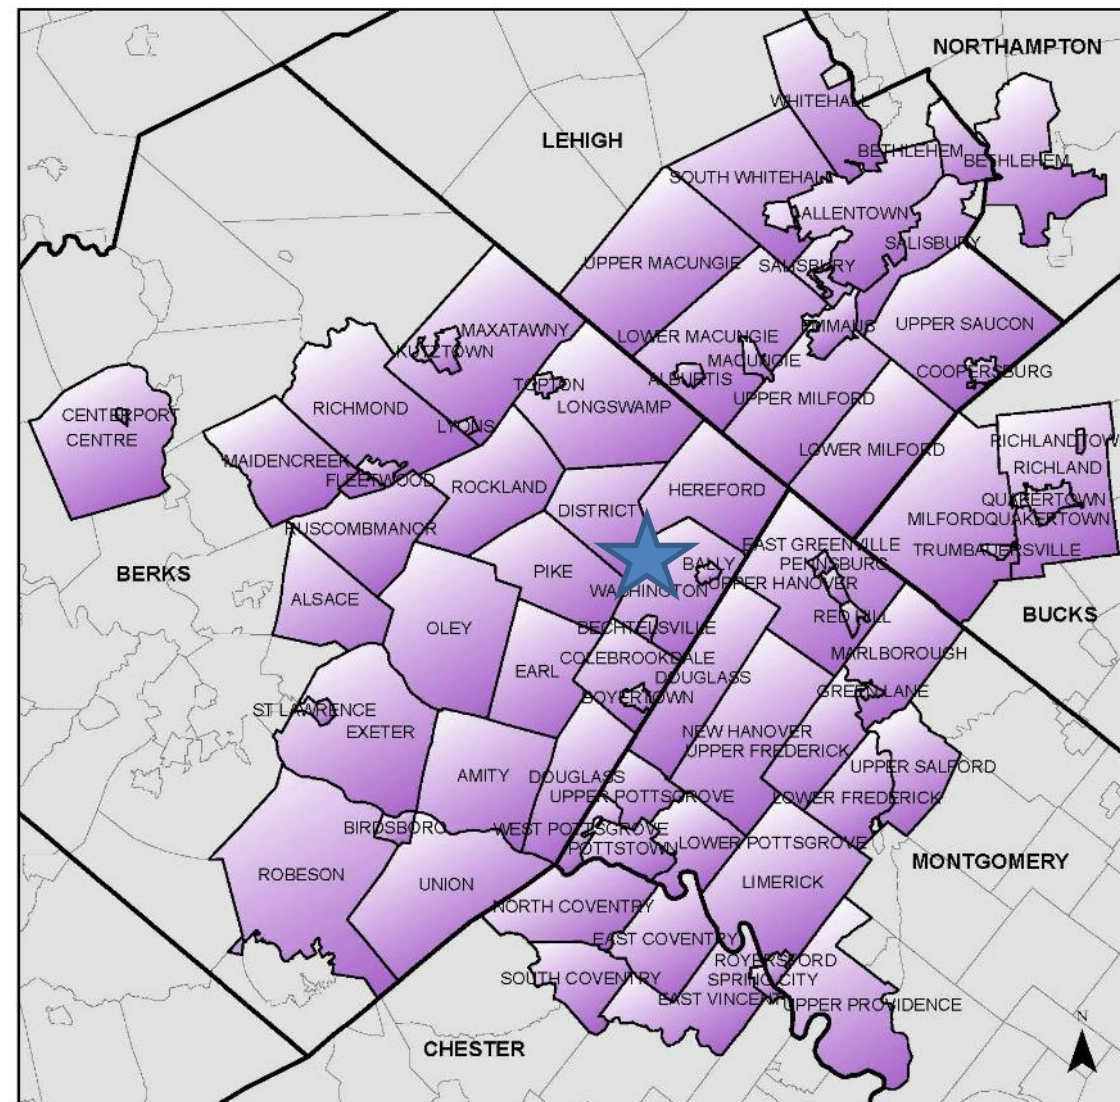 NORTHAMPTON
WHITEHALL
LEHIGH
BETHLEHEM
BETHLEHEM
SOUTH WHITEHALL
ALLENTOWN
SALISBURY
UPPER MACUNGIE
SALISBURY
MAXATAWNY
UPPER SAUCON
EMMAUS
LOWER MACUNGIE
KUTZTOWN
MACUNGIE
COOPERSBURG
ALBURTIS
TOPTON
UPPER MILFORD
LONGSWAMP
RICHMOND
CENTERPORT
LYONS
CENTRE
RICHLANDTOW
LOWER MILFORD
MAIDENCREEK
RICHLAND
FLEETWOOD
ROCKLAND
HEREFORD
QUAKERTOWN
DISTRICT
MILFORD
QUAKERTOWN
RUSCOMBMANOR
EAST GREENVILLE
TRUMBAUERSVILLE
BALLY
PENNSBURG
BERKS
PIKE
UPPER HANOVER
WASHINGTON
ALSACE
BUCKS
RED HILL
OLEY
BECHTELSVILLE
MARLBOROUGH
COLEBROOKDALE
EARL
DOUGLASS
GREEN LANE
BOYERTOWN
ST LAWRENCE
EXETER
NEW HANOVER
UPPER FREDERICK
UPPER SALFORD
AMITY
DOUGLASS
UPPER POTTSGROVE
LOWER FREDERICK
BIRDSBORO
WEST POTTSGROVE
LOWER POTTSGROVE
POTTSTOWN
MONTGOMERY
ROBESON
UNION
LIMERICK
NORTH COVENTRY
EAST COVENTRY
ROYERSFORD
SOUTH COVENTRY
SPRING CITY
EAST VINCENT
UPPER PROVIDENCE
N
CHESTER